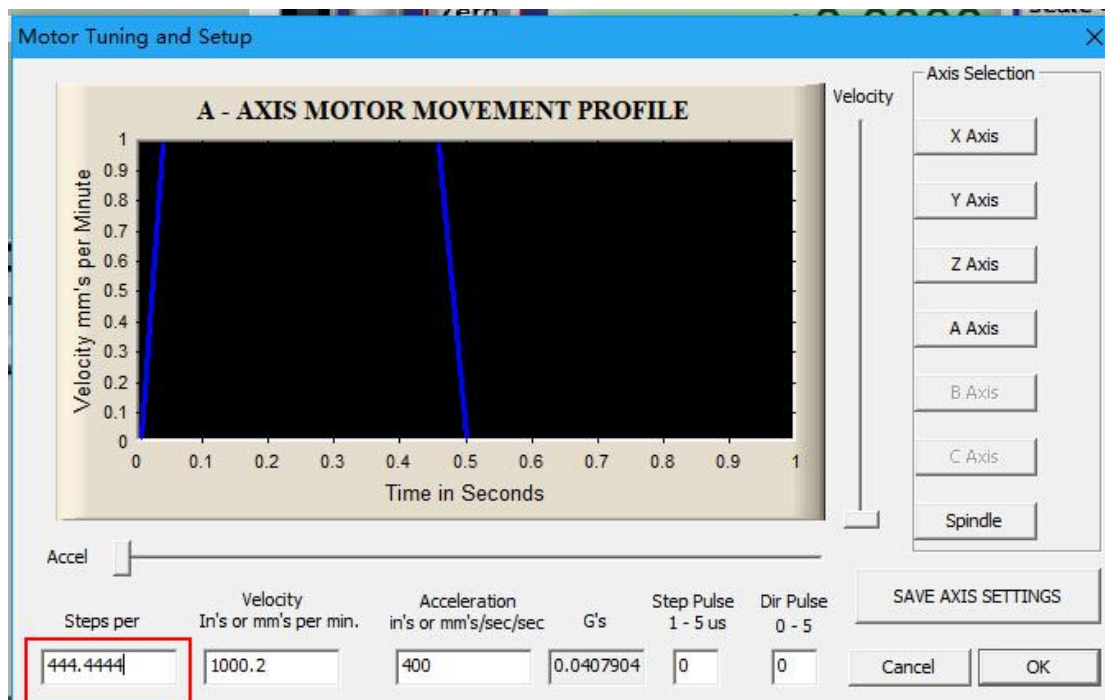 Zero
Motor Tuning and Setup
A - AXIS MOTOR MOVEMENT PROFILE
Velocity mm's per Minute
1
0.9
0.8
0.7
0.6
0.5
0.4
0.3
0.2
0.1
0
0 0.1 0.2 0.3 0.4 0.5 0.6 0.7 0.8 0.9 1
Time in Seconds
Velocity
Axis Selection
X Axis
Y Axis
Z Axis
A Axis
B Axis
C Axis
Spindle
Accel
SAVE AXIS SETTINGS
Steps per
Velocity
In's or mm's per min.
Acceleration
in's or mm's/sec/sec
G's
Step Pulse
1 - 5 us
Dir Pulse
0 - 5
444.4444 1000.2 400 0.0407904 0 0
Cancel OK